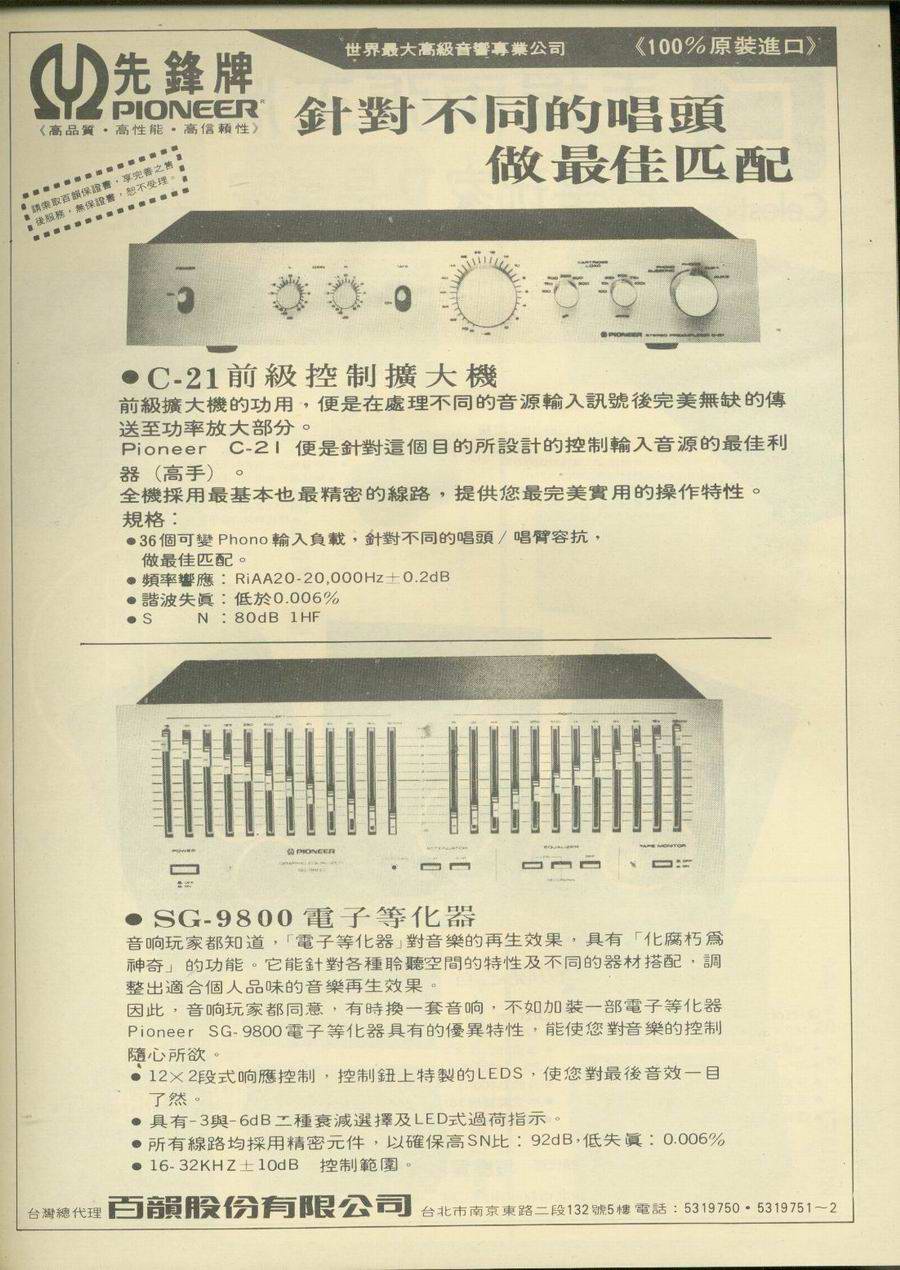 世界最大高級音響專業公司
《100%原裝進口》
先鋒牌
PIONEER
《高品質・高性能・高信賴性》
針對不同的唱頭
做最佳匹配
請索取百韻保證書，享完善之售
後服務，無保證書，恕不受理。
POWER
PIONEER
●C-21前級控制擴大機
前級擴大機的功用，便是在處理不同的音源輸入訊號後完美無缺的傳
送至功率放大部分。
Pioneer C-21 便是針對這個目的所設計的控制輸入音源的最佳利
器（高手）。
全機採用最基本也最精密的線路，提供您最完美實用的操作特性。
規格：
●36個可變 Phono 輸入負載，針對不同的唱頭／唱臂容抗，
做最佳匹配。
●頻率響應：RiAA20-20,000Hz±0.2dB
●諧波失眞：低於0.006%
●S N：80dB 1HF
POWER
PIONEER
EQUALIZER
TAPE MONITOR
●SG-9800電子等化器
音响玩家都知道，「電子等化器」對音樂的再生效果，具有「化腐朽爲
神奇」的功能。它能針對各種聆聽空間的特性及不同的器材搭配，調
整出適合個人品味的音樂再生效果。
因此，音响玩家都同意，有時換一套音响，不如加裝一部電子等化器
Pioneer SG-9800電子等化器具有的優異特性，能使您對音樂的控制
隨心所欲。
●12×2段式响應控制，控制鈕上特製的LEDS，使您對最後音效一目
了然。
●具有-3與-6dB二種衰減選擇及LED式過荷指示。
●所有線路均採用精密元件，以確保高SN比：92dB，低失眞：0.006%
●16-32KHZ±10dB 控制範圍。
台灣總代理 百韻股份有限公司 台北市南京東路二段132號5樓 電話：5319750・5319751～2